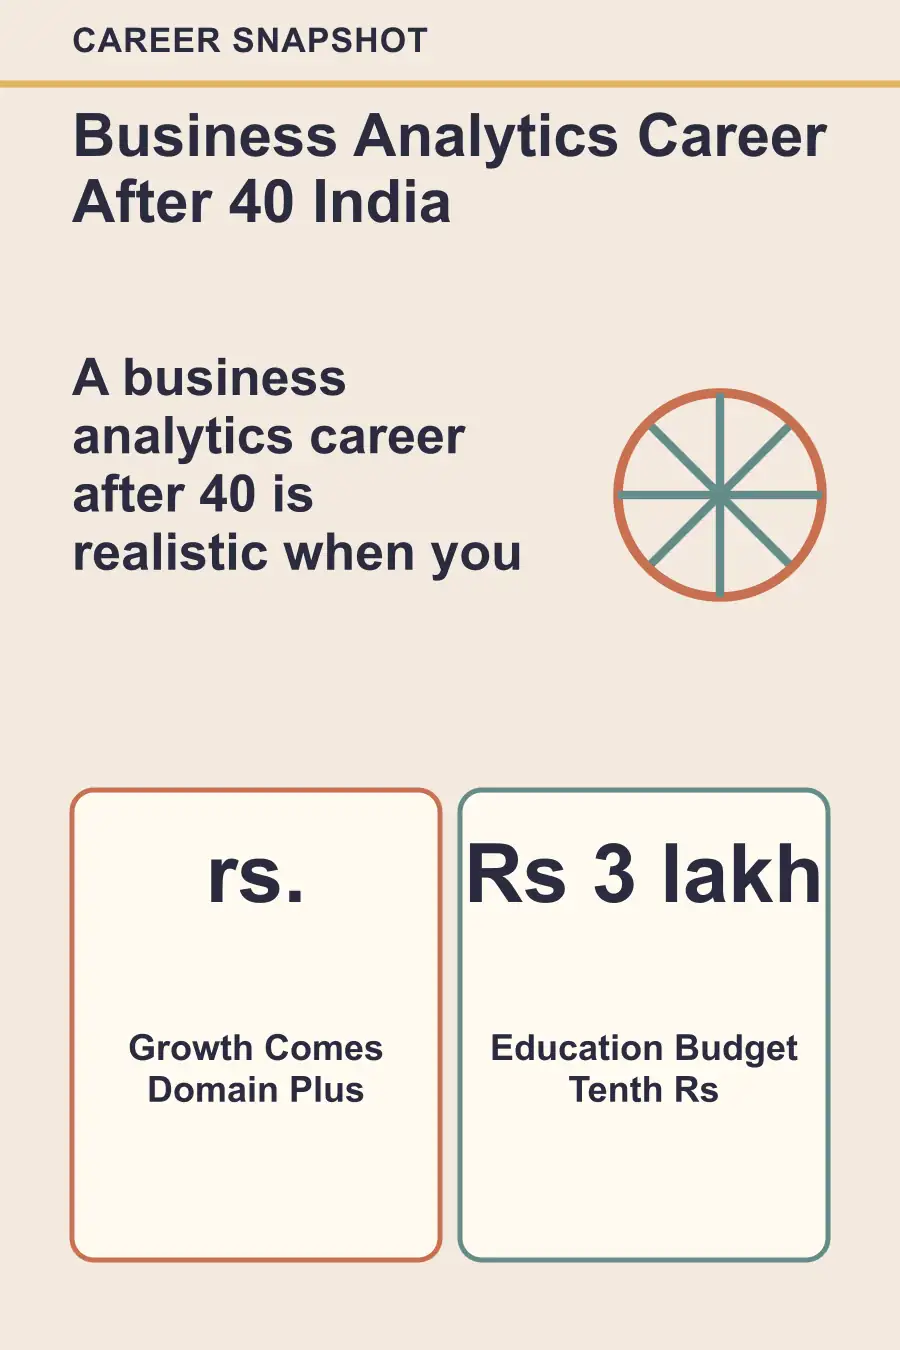 CAREER SNAPSHOT
Business Analytics Career
After 40 India
A business
analytics career
after 40 is
realistic when you
rs.
Growth Comes
Domain Plus
Rs 3 lakh
Education Budget
Tenth Rs